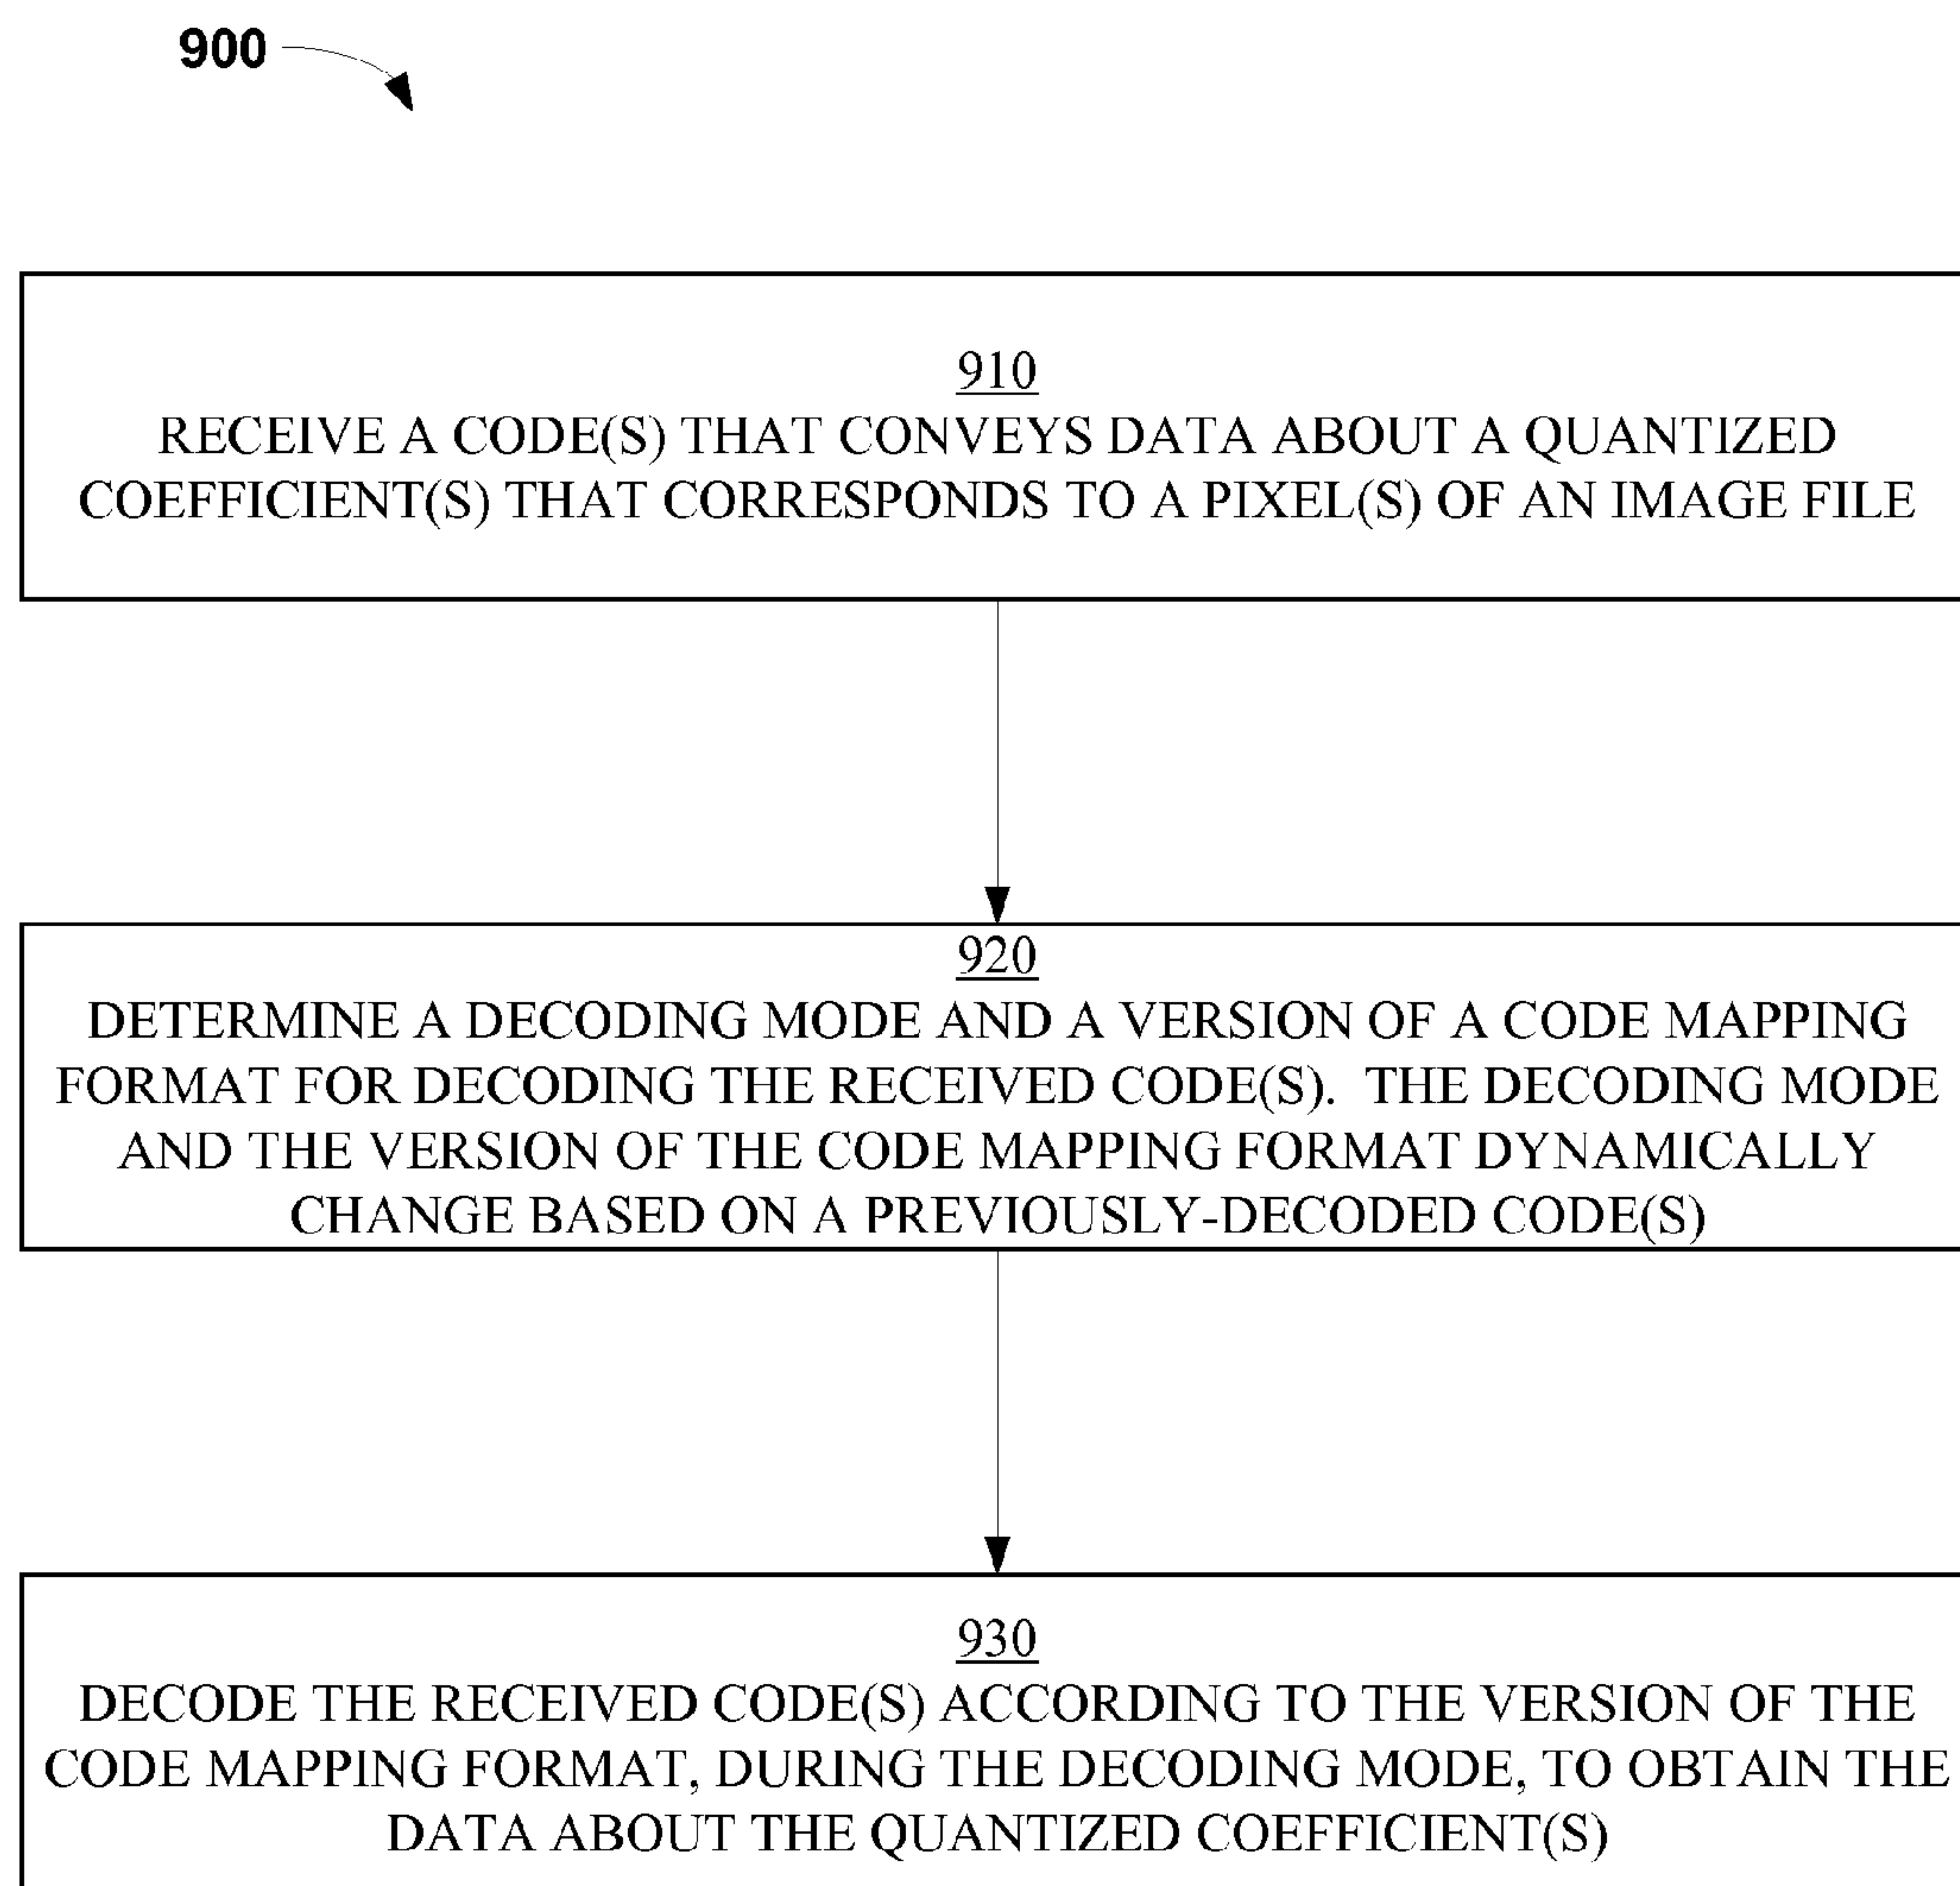 900
910
RECEIVE A CODE(S) THAT CONVEYS DATA ABOUT A QUANTIZED
COEFFICIENT(S) THAT CORRESPONDS TO A PIXEL(S) OF AN IMAGE FILE
920
DETERMINE A DECODING MODE AND A VERSION OF A CODE MAPPING
FORMAT FOR DECODING THE RECEIVED CODE(S). THE DECODING MODE
AND THE VERSION OF THE CODE MAPPING FORMAT DYNAMICALLY
CHANGE BASED ON A PREVIOUSLY-DECODED CODE(S)
930
DECODE THE RECEIVED CODE(S) ACCORDING TO THE VERSION OF THE
CODE MAPPING FORMAT, DURING THE DECODING MODE, TO OBTAIN THE
DATA ABOUT THE QUANTIZED COEFFICIENT(S)